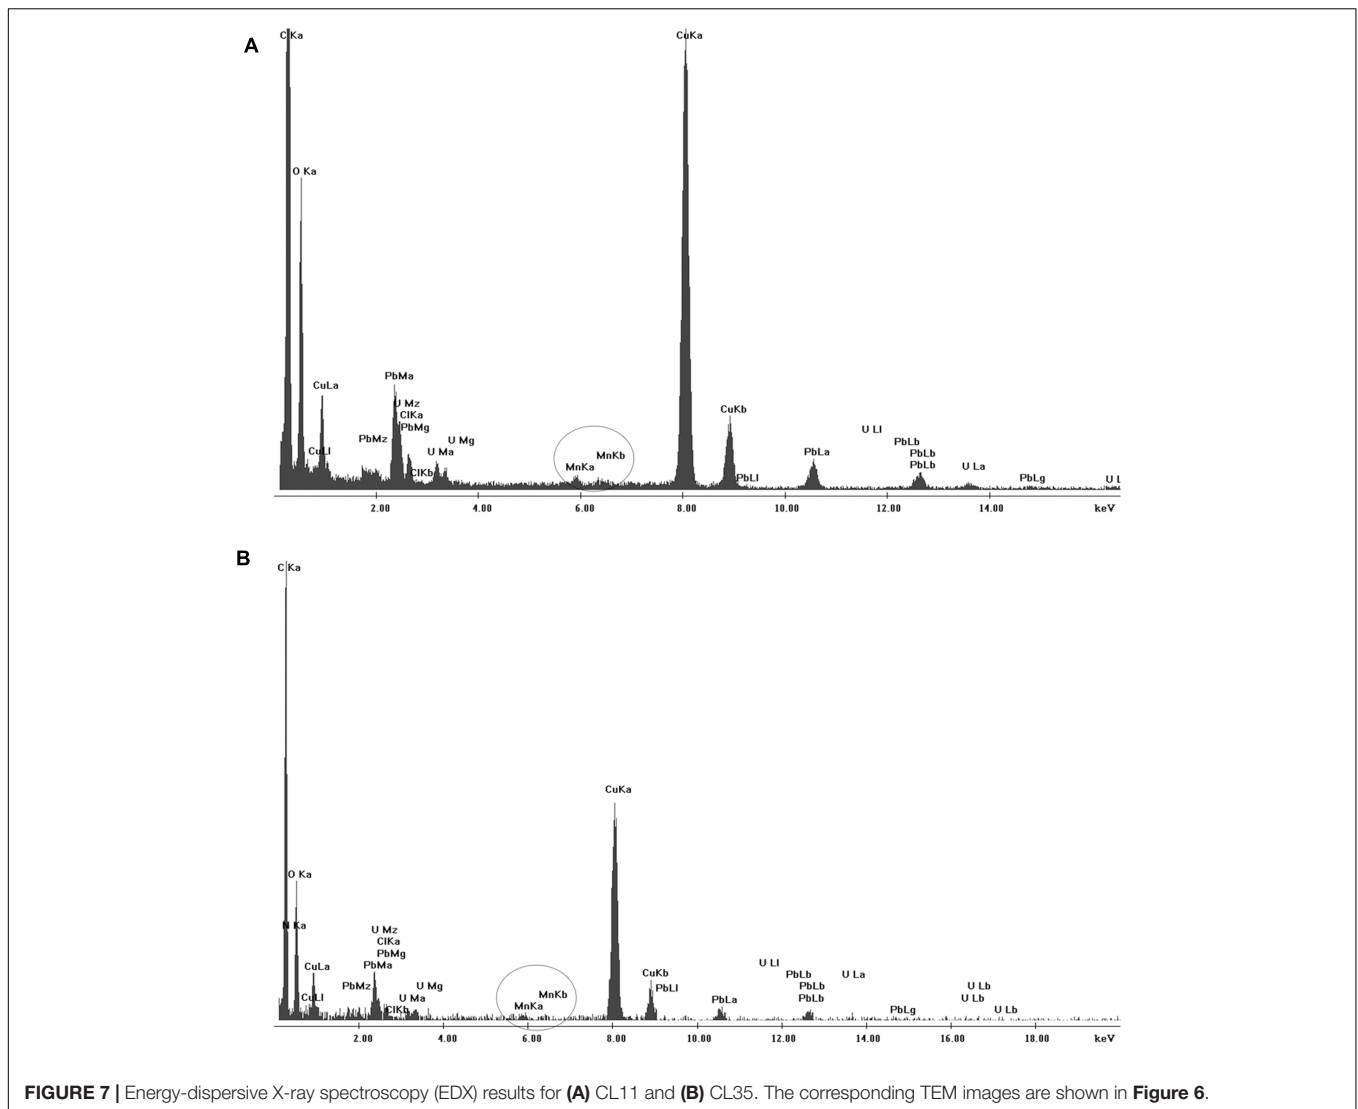 A
C Ka
CuKa
O Ka
CuLa
PbMa
U Mz
ClKa
PbMg
PbMz
U Mg
U Ma
CuLl
ClKb
MnKa
MnKb
CuKb
PbLl
PbLa
U Ll
PbLb
PbLb
PbLb
U La
PbLg
U L
2.00 4.00 6.00 8.00 10.00 12.00 14.00 keV
B
C Ka
CuKa
O Ka
N Ka
U Mz
ClKa
PbMg
PbMa
CuLa
PbMz
U Mg
CuLl
U Ma
ClKb
MnKb
MnKa
CuKb
PbLl
PbLa
U Ll
PbLb
PbLb
PbLb
U La
PbLg
U Lb
U Lb
U Lb
2.00 4.00 6.00 8.00 10.00 12.00 14.00 16.00 18.00 keV
FIGURE 7 | Energy-dispersive X-ray spectroscopy (EDX) results for (A) CL11 and (B) CL35. The corresponding TEM images are shown in Figure 6.